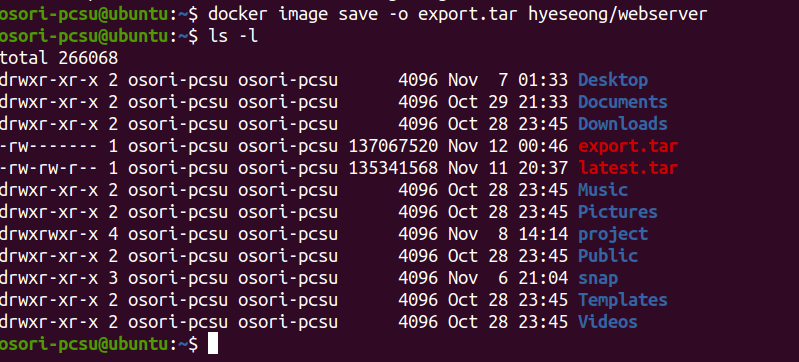 osori-pcsu@ubuntu:~$ docker image save -o export.tar hyeseong/webserver
osori-pcsu@ubuntu:~$ ls -l
total 266068
drwxr-xr-x 2 osori-pcsu osori-pcsu      4096 Nov  7 01:33 Desktop
drwxr-xr-x 2 osori-pcsu osori-pcsu      4096 Oct 29 21:33 Documents
drwxr-xr-x 2 osori-pcsu osori-pcsu      4096 Oct 28 23:45 Downloads
-rw------- 1 osori-pcsu osori-pcsu 137067520 Nov 12 00:46 export.tar
-rw-rw-r-- 1 osori-pcsu osori-pcsu 135341568 Nov 11 20:37 latest.tar
drwxr-xr-x 2 osori-pcsu osori-pcsu      4096 Oct 28 23:45 Music
drwxr-xr-x 2 osori-pcsu osori-pcsu      4096 Oct 28 23:45 Pictures
drwxrwxr-x 4 osori-pcsu osori-pcsu      4096 Nov  8 14:14 project
drwxr-xr-x 2 osori-pcsu osori-pcsu      4096 Oct 28 23:45 Public
drwxr-xr-x 3 osori-pcsu osori-pcsu      4096 Nov  6 21:04 snap
drwxr-xr-x 2 osori-pcsu osori-pcsu      4096 Oct 28 23:45 Templates
drwxr-xr-x 2 osori-pcsu osori-pcsu      4096 Oct 28 23:45 Videos
osori-pcsu@ubuntu:~$